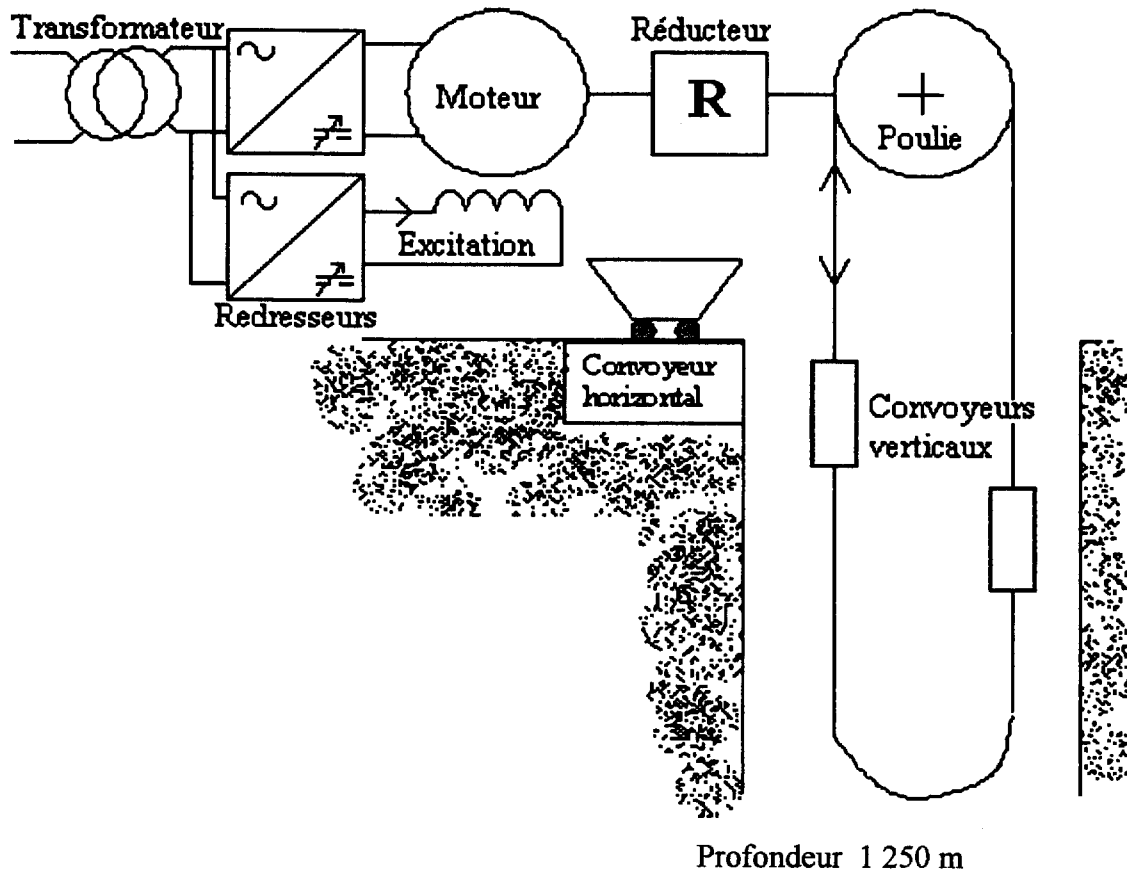 Transformateur
Réducteur
Moteur
R
Poulie
Excitation
Redresseurs
Convoyeur
horizontal
Convoyeurs
verticaux
Profondeur 1 250 m